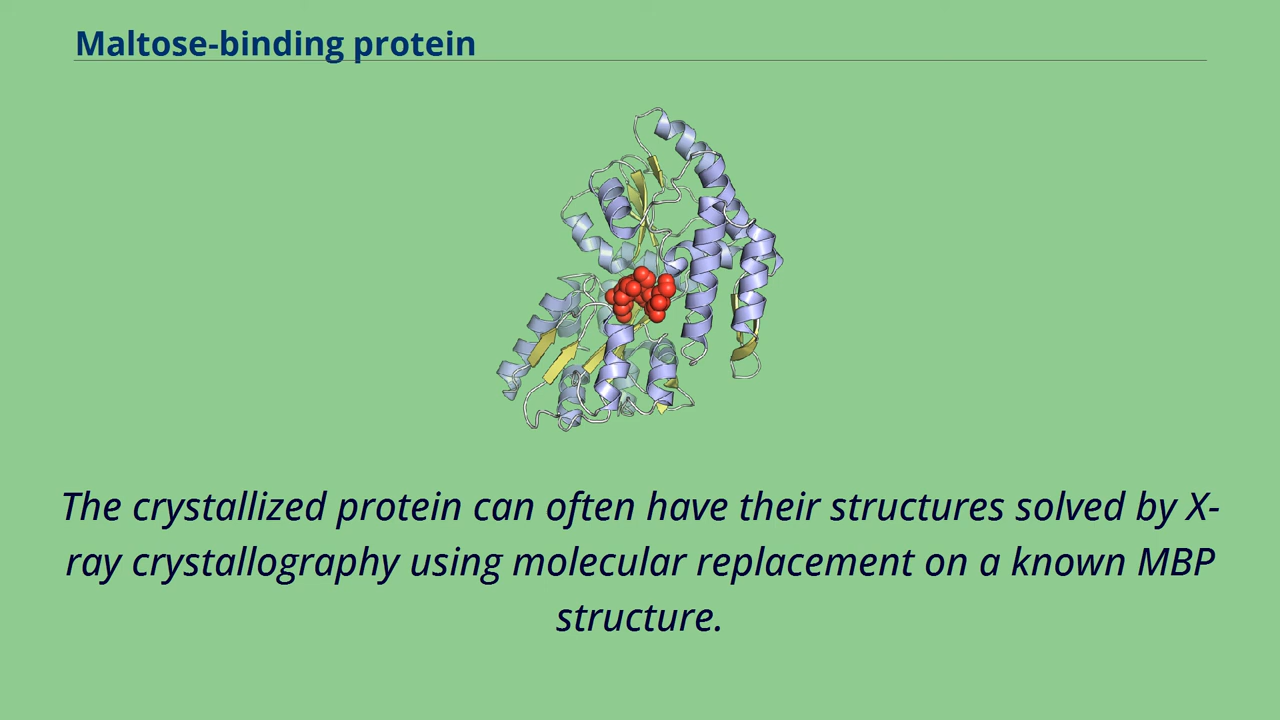 Maltose-binding protein
The crystallized protein can often have their structures solved by X-
ray crystallography using molecular replacement on a known MBP
structure.